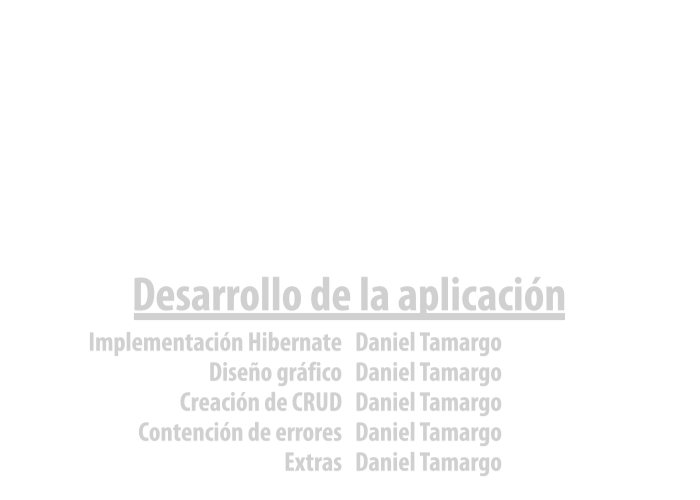 Desarrollo de la aplicación
Implementación Hibernate Daniel Tamargo
Diseño gráfico Daniel Tamargo
Creación de CRUD Daniel Tamargo
Contención de errores Daniel Tamargo
Extras Daniel Tamargo